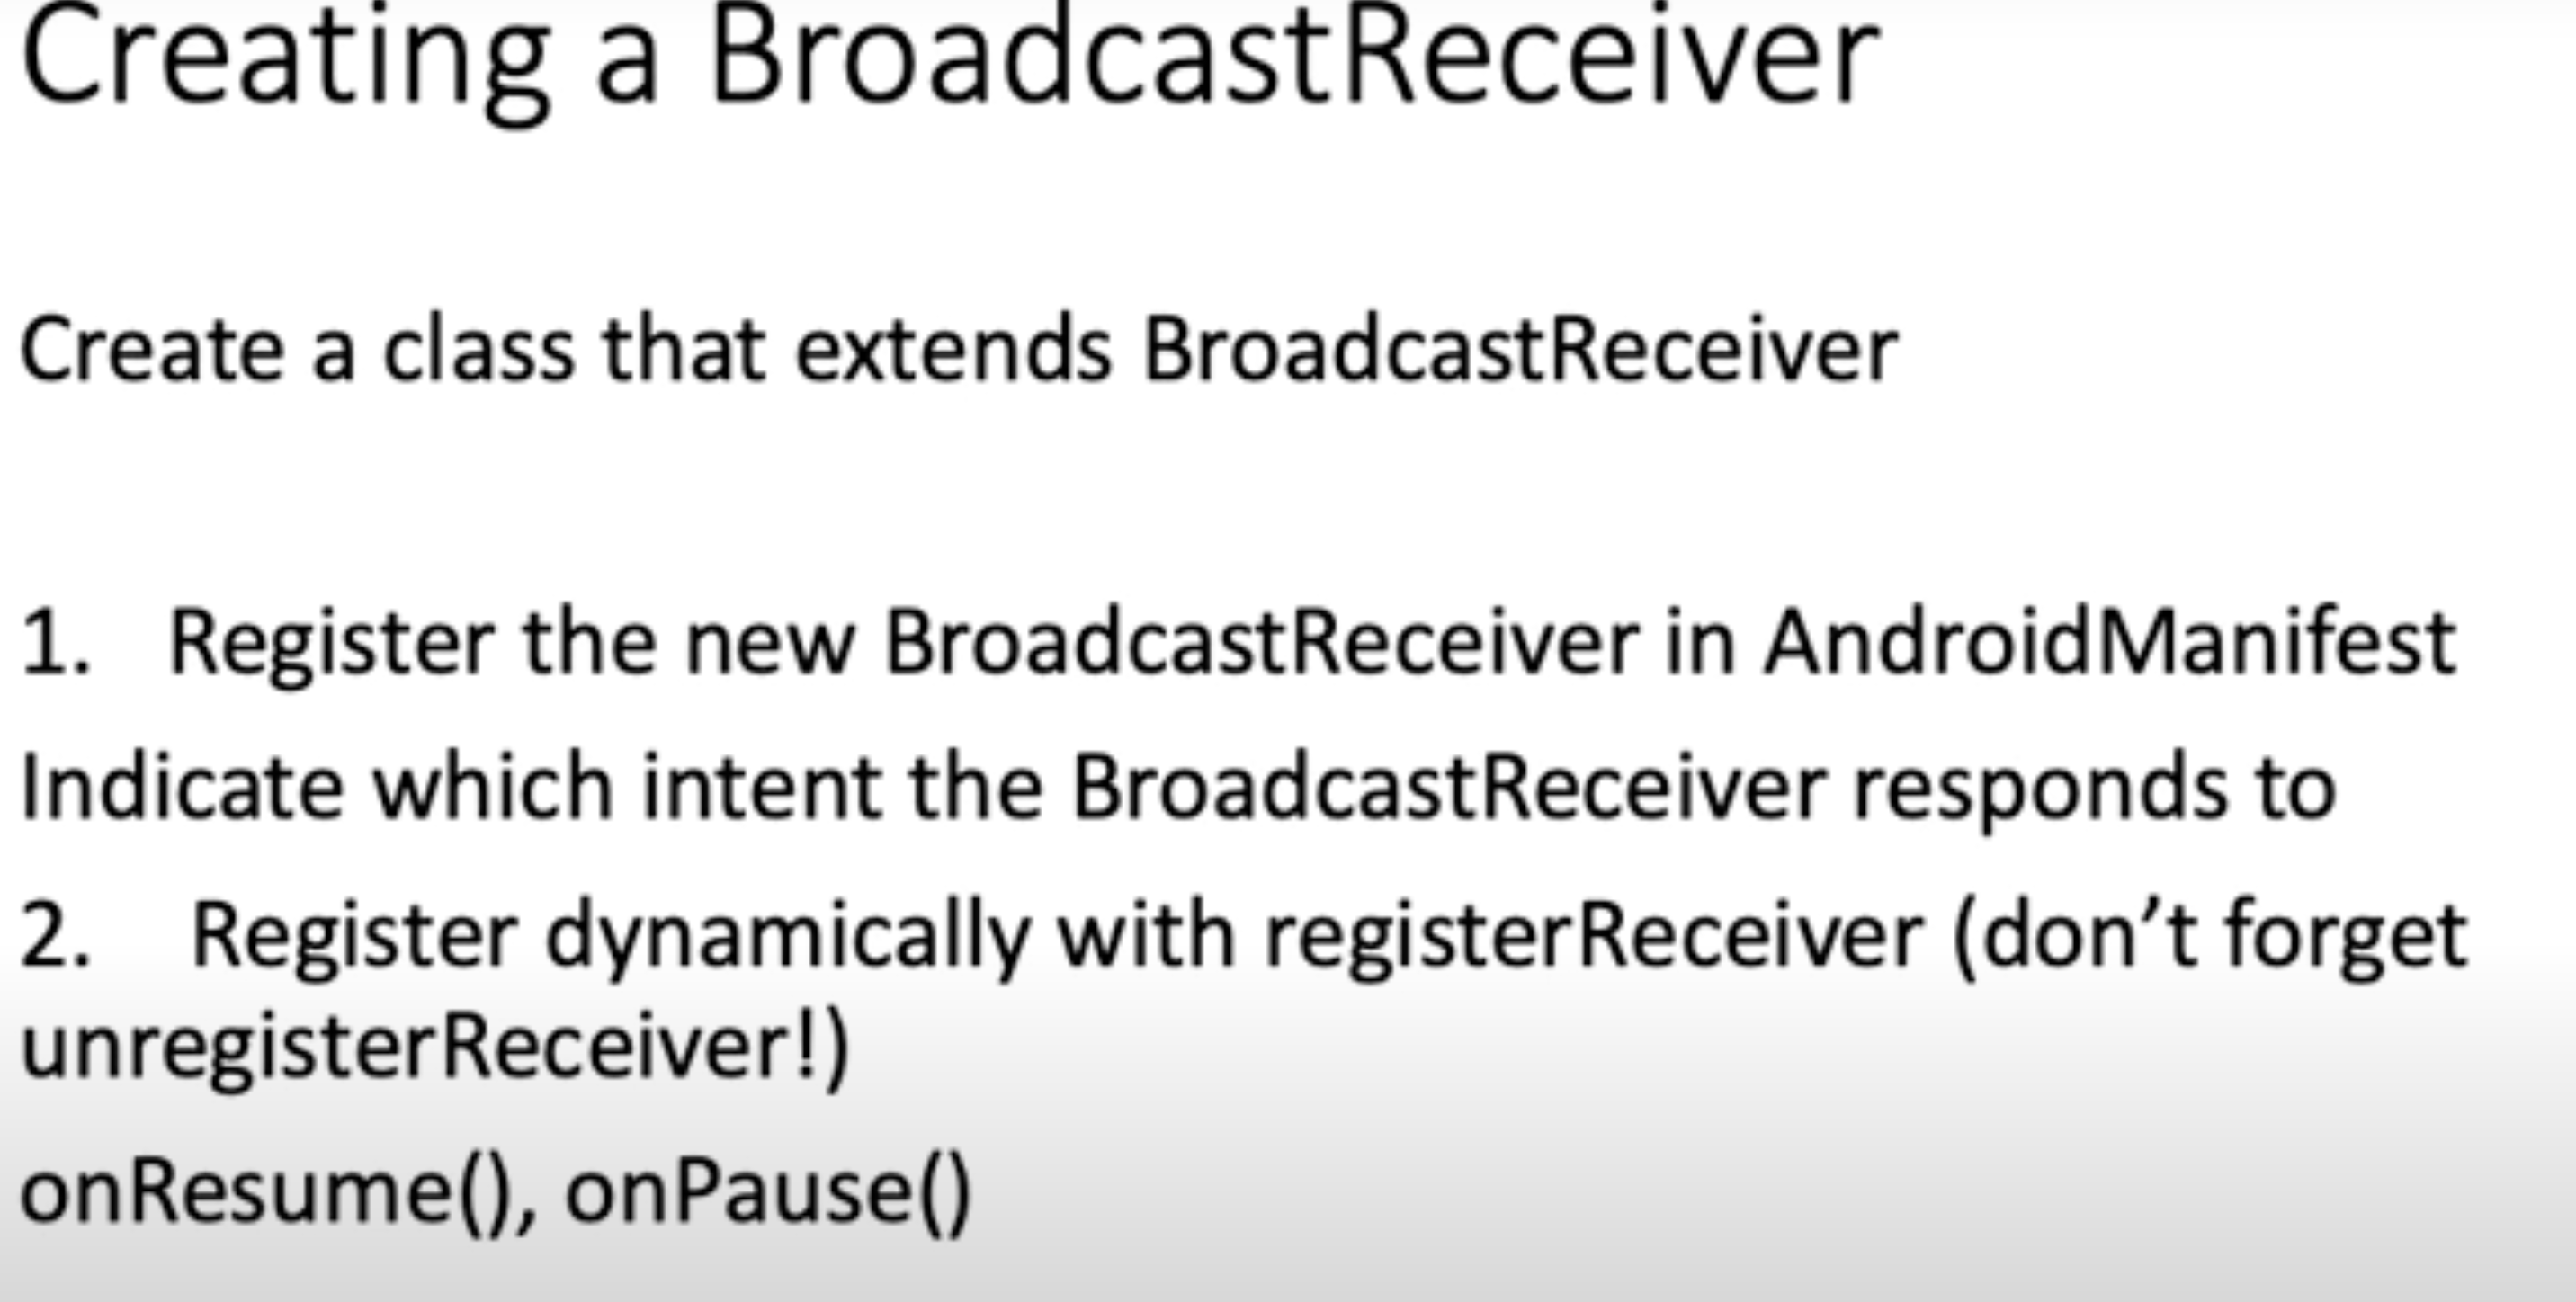 Creating a BroadcastReceiver
Create a class that extends BroadcastReceiver
1. Register the new BroadcastReceiver in AndroidManifest
Indicate which intent the BroadcastReceiver responds to
2. Register dynamically with registerReceiver (don’t forget
unregisterReceiver!)
onResume(), onPause()